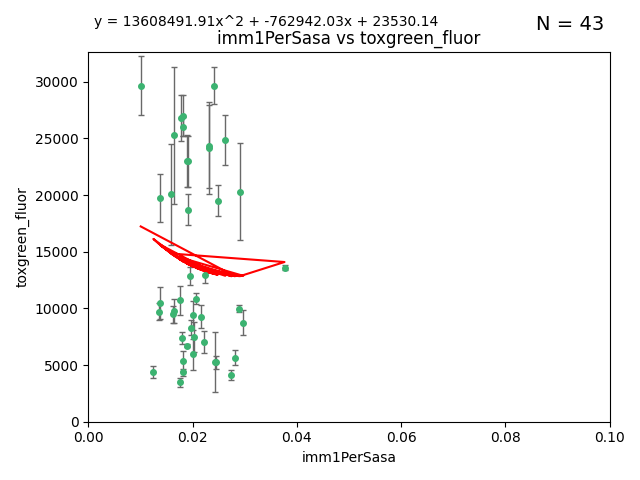 y = 13608491.91x^2 + -762942.03x + 23530.14
N = 43
imm1PerSasa vs toxgreen_fluor
30000
25000
20000
15000
10000
5000
0
toxgreen_fluor
0.00 0.02 0.04 0.06 0.08 0.10
imm1PerSasa